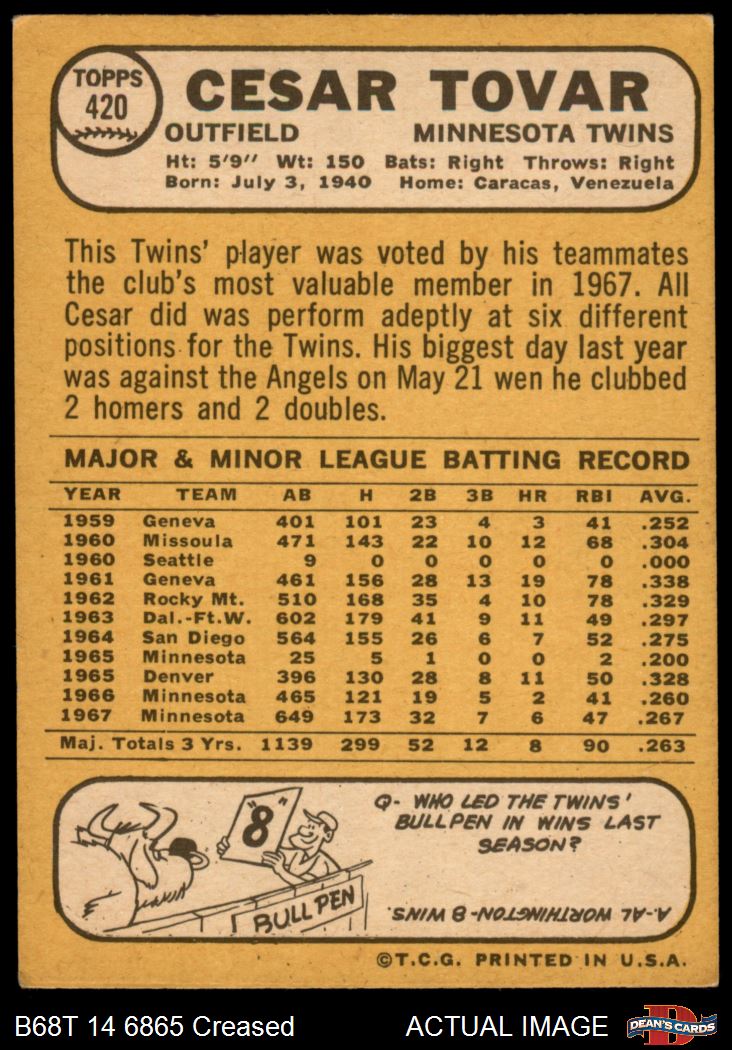 TOPPS
420
CESAR TOVAR
OUTFIELD MINNESOTA TWINS
Ht: 5'9" Wt: 150 Bats: Right Throws: Right
Born: July 3, 1940 Home: Caracas, Venezuela
This Twins' player was voted by his teammates
the club's most valuable member in 1967. All
Cesar did was perform adeptly at six different
positions for the Twins. His biggest day last year
was against the Angels on May 21 wen he clubbed
2 homers and 2 doubles.
MAJOR & MINOR LEAGUE BATTING RECORD
YEAR TEAM AB H 2B 3B HR RBI AVG.
1959 Geneva 401 101 23 4 3 41 .252
1960 Missoula 471 143 22 10 12 68 .304
1960 Seattle 9 0 0 0 0 0 .000
1961 Geneva 461 156 28 13 19 78 .338
1962 Rocky Mt. 510 168 35 4 10 78 .329
1963 Dal.-Ft.W. 602 179 41 9 11 49 .297
1964 San Diego 564 155 26 6 7 52 .275
1965 Minnesota 25 5 1 0 0 2 .200
1965 Denver 396 130 28 8 11 50 .328
1966 Minnesota 465 121 19 5 2 41 .260
1967 Minnesota 649 173 32 7 6 47 .267
Maj. Totals 3 Yrs. 1139 299 52 12 8 90 .263
"8"
BULL PEN
Q- WHO LED THE TWINS'
BULLPEN IN WINS LAST
SEASON?
A-AL WORTHINGTON-8 WINS.
©T.C.G. PRINTED IN U.S.A.
B68T 14 6865 Creased ACTUAL IMAGE
D
DEAN'S CARDS